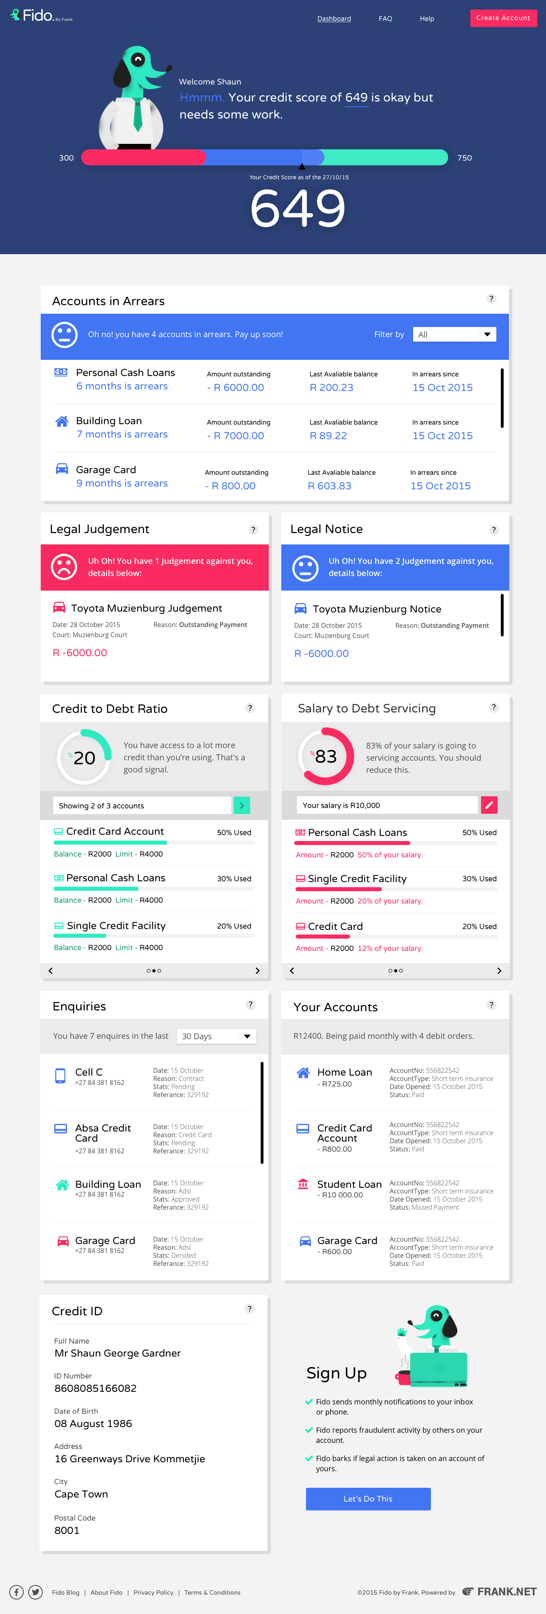 Fido. By Frank
Dashboard
FAQ
Help
Create Account
Welcome Shaun
Hmmm. Your credit score of 649 is okay but
needs some work.
300
750
Your Credit Score as of the 27/10/15
649
Accounts in Arrears
?
Oh no! you have 4 accounts in arrears. Pay up soon!
Filter by
All
Personal Cash Loans
6 months is arrears
Amount outstanding
- R 6000.00
Last Avaliable balance
R 200.23
In arrears since
15 Oct 2015
Building Loan
7 months is arrears
Amount outstanding
- R 7000.00
Last Avaliable balance
R 89.22
In arrears since
15 Oct 2015
Garage Card
9 months is arrears
Amount outstanding
- R 800.00
Last Avaliable balance
R 603.83
In arrears since
15 Oct 2015
Legal Judgement
?
Uh Oh! You have 1 Judgement against you,
details below:
Toyota Muzienburg Judgement
Date: 28 October 2015
Reason: Outstanding Payment
Court: Muzienburg Court
R -6000.00
Legal Notice
?
Uh Oh! You have 2 Judgement against you,
details below:
Toyota Muzienburg Notice
Date: 28 October 2015
Reason: Outstanding Payment
Court: Muzienburg Court
R -6000.00
Credit to Debt Ratio
?
%20
You have access to a lot more
credit than you're using. That's a
good signal.
Showing 2 of 3 accounts
Credit Card Account
50% Used
Balance - R2000 Limit - R4000
Personal Cash Loans
30% Used
Balance - R2000 Limit - R4000
Single Credit Facility
20% Used
Balance - R2000 Limit - R4000
Salary to Debt Servicing
?
%83
83% of your salary is going to
servicing accounts. You should
reduce this.
Your salary is R10,000
Personal Cash Loans
50% Used
Amount - R2000 50% of your salary.
Single Credit Facility
30% Used
Amount - R2000 20% of your salary.
Credit Card
20% Used
Amount - R2000 12% of your salary.
Enquiries
?
You have 7 enquires in the last
30 Days
Cell C
+27 84 381 8162
Date: 15 October
Reason: Contract
Stats: Pending
Referance: 329192
Absa Credit
Card
+27 84 381 8162
Date: 15 October
Reason: Credit Card
Stats: Pending
Referance: 329192
Building Loan
+27 84 381 8162
Date: 15 October
Reason: Adsl
Stats: Approved
Referance: 329192
Garage Card
+27 84 381 8162
Date: 15 October
Reason: Adsl
Stats: Denided
Referance: 329192
Your Accounts
?
R12400. Being paid monthly with 4 debit orders.
Home Loan
- R725.00
AccountNo: 556822542
AccountType: Short term insurance
Date Opened: 15 October 2015
Status: Paid
Credit Card
Account
- R800.00
AccountNo: 556822542
AccountType: Short term insurance
Date Opened: 15 October 2015
Status: Paid
Student Loan
- R10 000.00
AccountNo: 556822542
AccountType: Short term insurance
Date Opened: 15 October 2015
Status: Missed Payment
Garage Card
- R600.00
AccountNo: 556822542
AccountType: Short term insurance
Date Opened: 15 October 2015
Status: Paid
Credit ID
?
Full Name
Mr Shaun George Gardner
ID Number
8608085166082
Date of Birth
08 August 1986
Address
16 Greenways Drive Kommetjie
City
Cape Town
Postal Code
8001
Sign Up
Fido sends monthly notifications to your inbox
or phone.
Fido reports fraudulent activity by others on your
account.
Fido barks if legal action is taken on an account of
yours.
Let's Do This
Fido Blog | About Fido | Privacy Policy | Terms & Conditions
©2015 Fido by Frank. Powered by
FRANK.NET